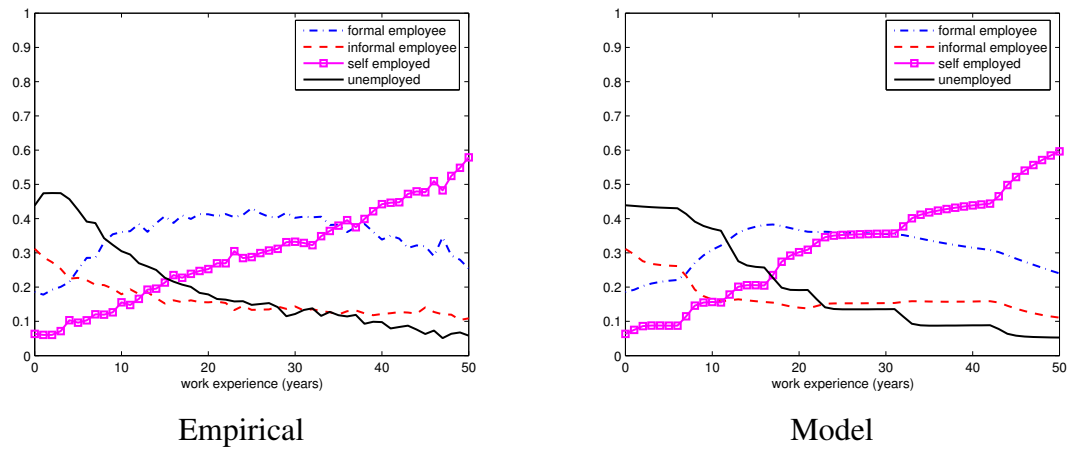 formal employee
informal employee
self employed
unemployed
1
0.9
0.8
0.7
0.6
0.5
0.4
0.3
0.2
0.1
0
0 10 20 30 40 50
work experience (years)
Empirical
formal employee
informal employee
self employed
unemployed
1
0.9
0.8
0.7
0.6
0.5
0.4
0.3
0.2
0.1
0
0 10 20 30 40 50
work experience (years)
Model